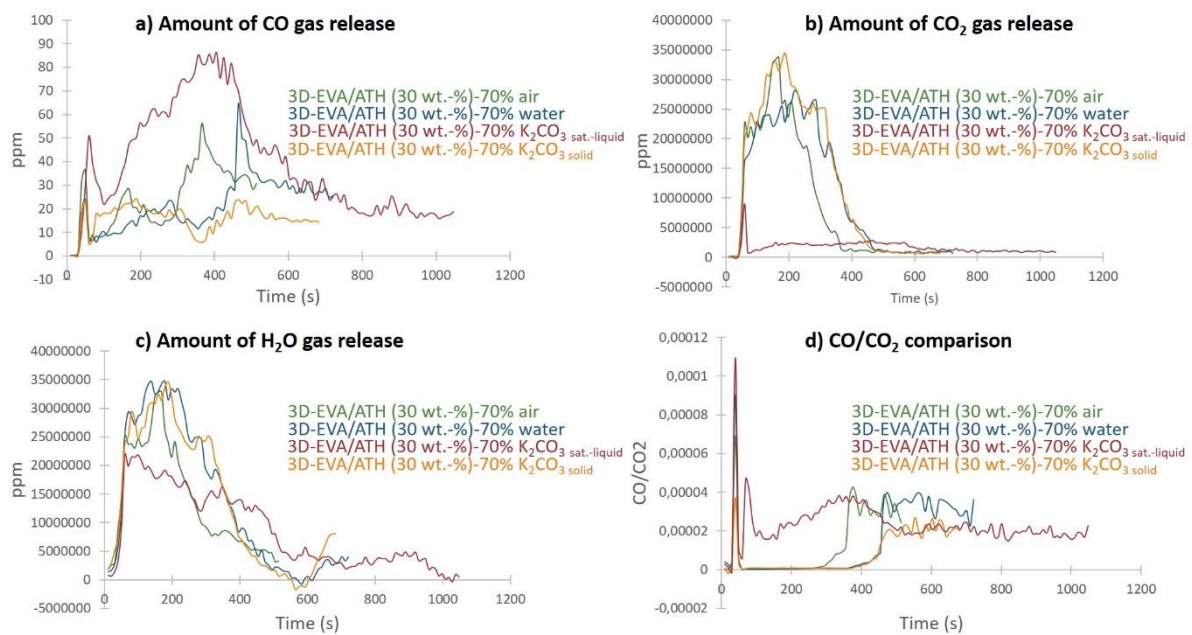 a) Amount of CO gas release
100
90
80
70
60
50
40
30
20
10
0
-10
ppm
0 200 400 600 800 1000 1200
Time (s)
3D-EVA/ATH (30 wt.-%)-70% air
3D-EVA/ATH (30 wt.-%)-70% water
3D-EVA/ATH (30 wt.-%)-70% K₂CO₃ sat.-liquid
3D-EVA/ATH (30 wt.-%)-70% K₂CO₃ solid
b) Amount of CO₂ gas release
40000000
35000000
30000000
25000000
20000000
15000000
10000000
5000000
0
-5000000
ppm
0 200 400 600 800 1000 1200
Time (s)
3D-EVA/ATH (30 wt.-%)-70% air
3D-EVA/ATH (30 wt.-%)-70% water
3D-EVA/ATH (30 wt.-%)-70% K₂CO₃ sat.-liquid
3D-EVA/ATH (30 wt.-%)-70% K₂CO₃ solid
c) Amount of H₂O gas release
40000000
35000000
30000000
25000000
20000000
15000000
10000000
5000000
0
-5000000
ppm
0 200 400 600 800 1000 1200
Time (s)
3D-EVA/ATH (30 wt.-%)-70% air
3D-EVA/ATH (30 wt.-%)-70% water
3D-EVA/ATH (30 wt.-%)-70% K₂CO₃ sat.-liquid
3D-EVA/ATH (30 wt.-%)-70% K₂CO₃ solid
d) CO/CO₂ comparison
0,00012
0,0001
0,00008
0,00006
0,00004
0,00002
0
-0,00002
CO/CO2
0 200 400 600 800 1000 1200
Time (s)
3D-EVA/ATH (30 wt.-%)-70% air
3D-EVA/ATH (30 wt.-%)-70% water
3D-EVA/ATH (30 wt.-%)-70% K₂CO₃ sat.-liquid
3D-EVA/ATH (30 wt.-%)-70% K₂CO₃ solid